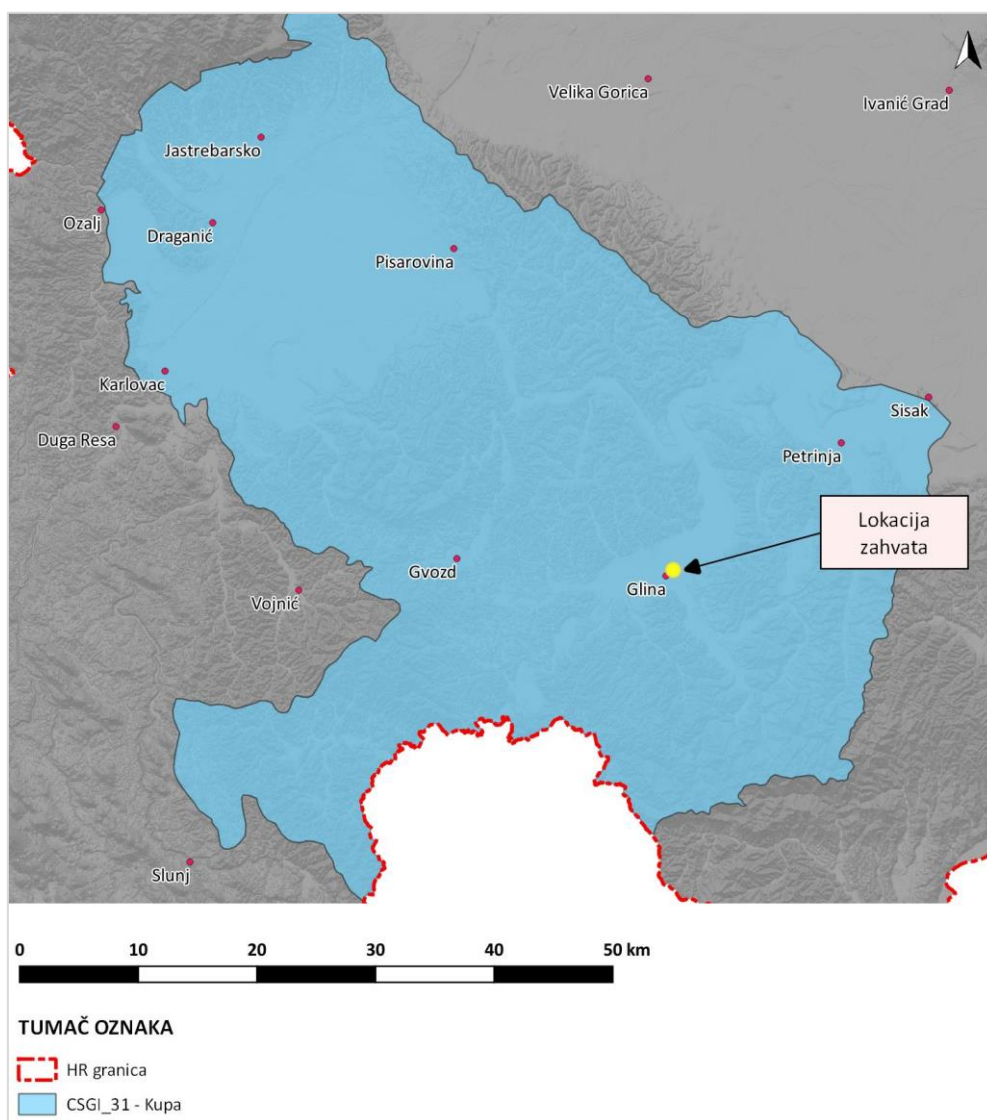 Velika Gorica
Ivanić Grad
Jastrebarsko
Ozalj
Draganić
Pisarovina
Karlovac
Sisak
Duga Resa
Petrinja
Lokacija
zahvata
Gvozd
Glina
Vojnić
Slunj
0 10 20 30 40 50 km
TUMAČ OZNAKA
HR granica
CSGI_31 - Kupa